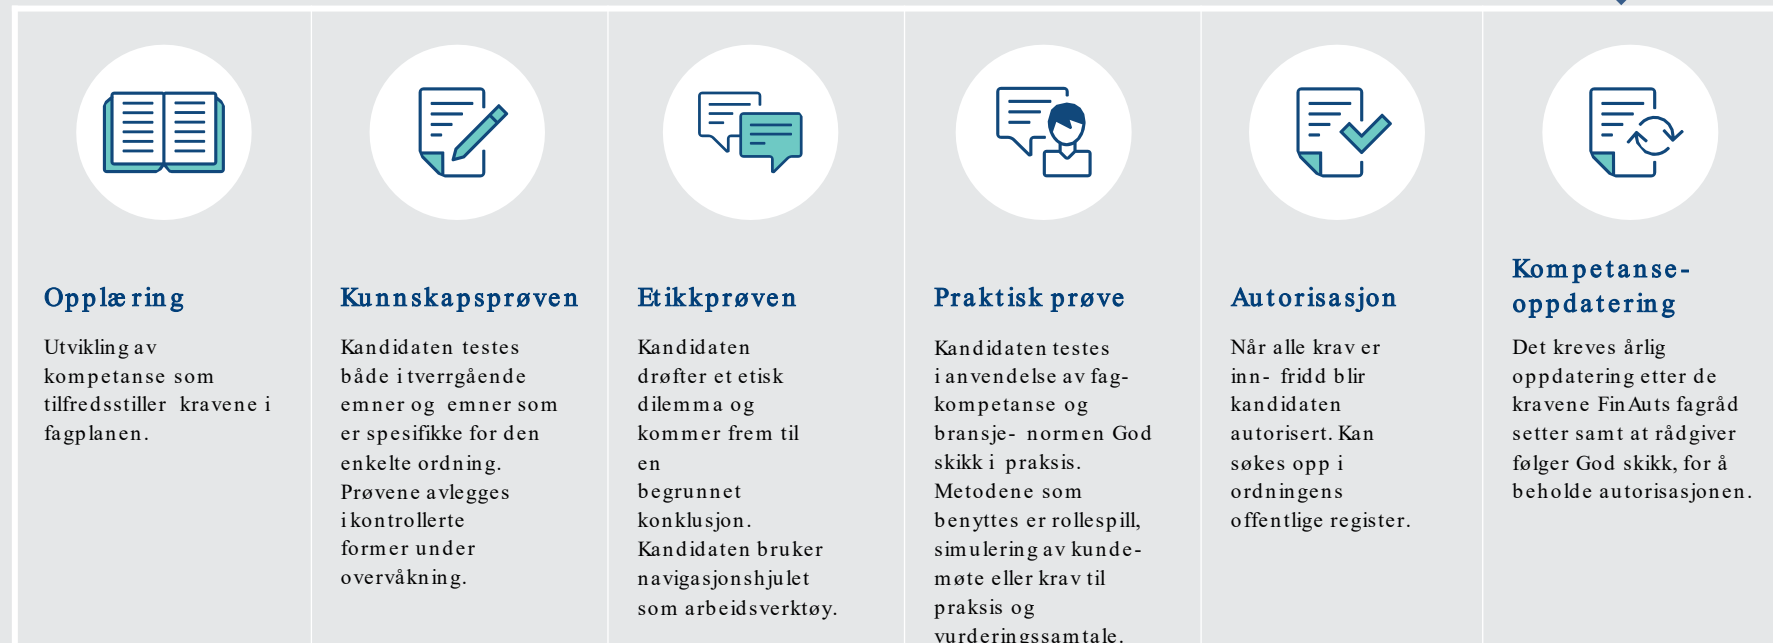 Opplæring
Utvikling av
kompetanse som
tilfredsstiller kravene i
fagplanen.
Kunnskapsprøven
Kandidaten testes
både i tverrgående
emner og emner som
er spesifikke for den
enkelte ordning.
Prøvene avlegges
i kontrollerte
former under
overvåkning.
Etikkprøven
Kandidaten
drøfter et etisk
dilemma og
kommer frem til
en
begrunnet
konklusjon.
Kandidaten bruker
navigasjonshjulet
som arbeidsverktøy.
Praktisk prøve
Kandidaten testes
i anvendelse av fag-
kompetanse og
bransje- normen God
skikk i praksis.
Metodene som
benyttes er rollespill,
simulering av kunde-
møte eller krav til
praksis og
vurderingssamtale.
Autorisasjon
Når alle krav er
inn- fridd blir
kandidaten
autorisert. Kan
søkes opp i
ordningens
offentlige register.
Kompetanse-
oppdatering
Det kreves årlig
oppdatering etter de
kravene FinAuts fagråd
setter samt at rådgiver
følger God skikk, for å
beholde autorisasjonen.